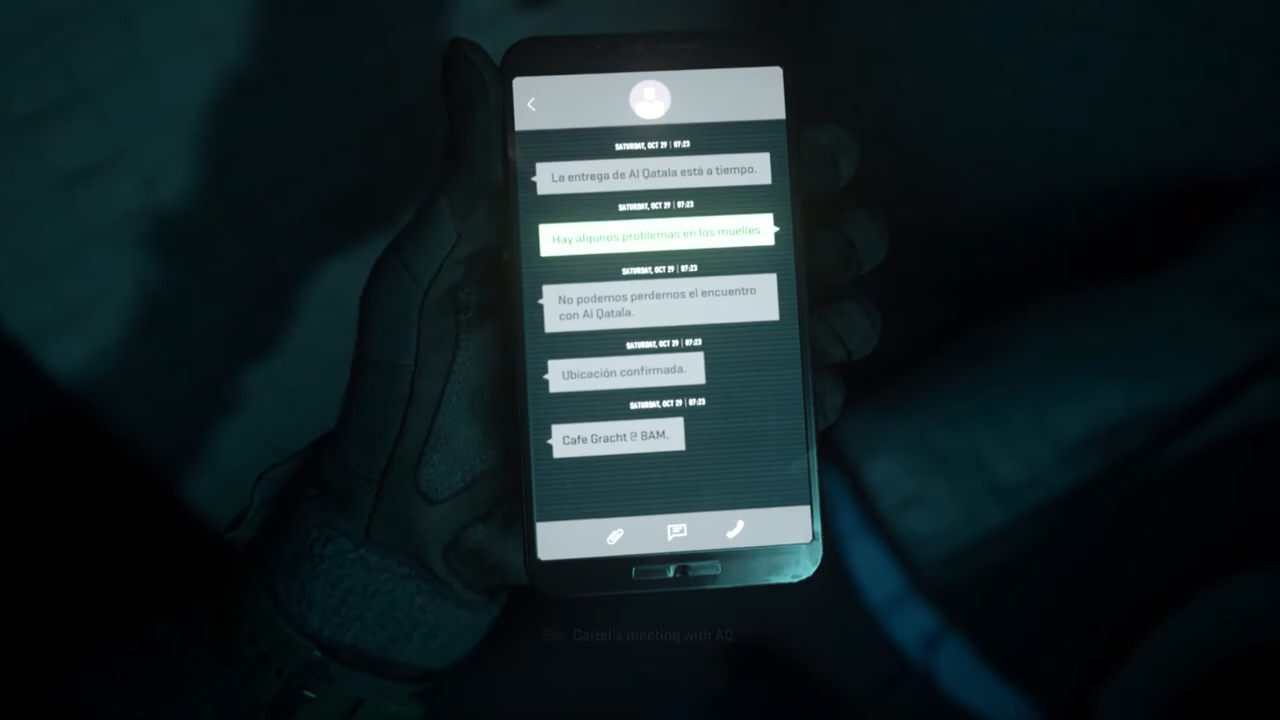 SATURDAY, OCT 29 | 07:23
La entrega de Al Qatala está a tiempo.
SATURDAY, OCT 29 | 07:23
Hay algunos problemas en los muelles.
SATURDAY, OCT 29 | 07:23
No podemos perdernos el encuentro
con Al Qatala.
SATURDAY, OCT 29 | 07:23
Ubicación confirmada.
SATURDAY, OCT 29 | 07:23
Cafe Gracht @ 8AM.
Cartel's meeting with AQ.